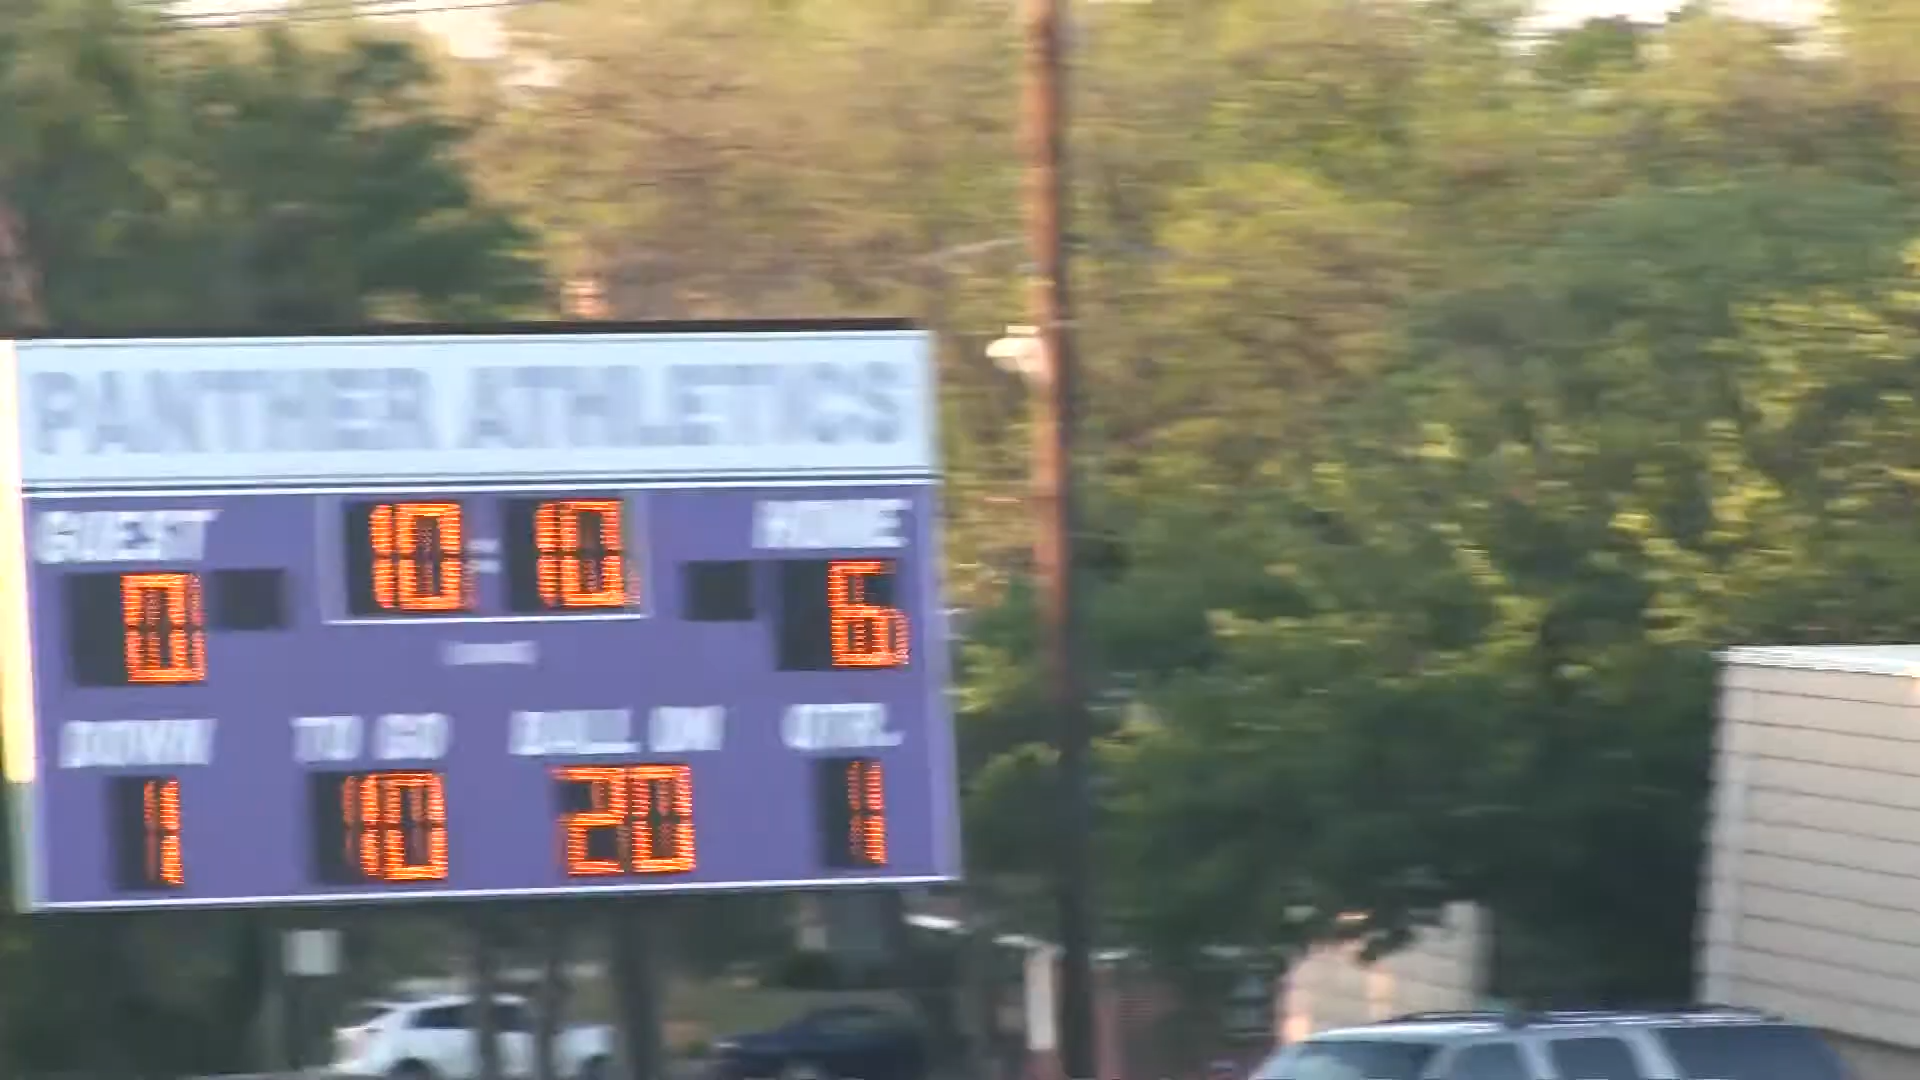 PANTHER ATHLETICS
GUEST 10:10 HOME
0 6
DOWN TO GO BALL ON QTR.
1 10 20 1